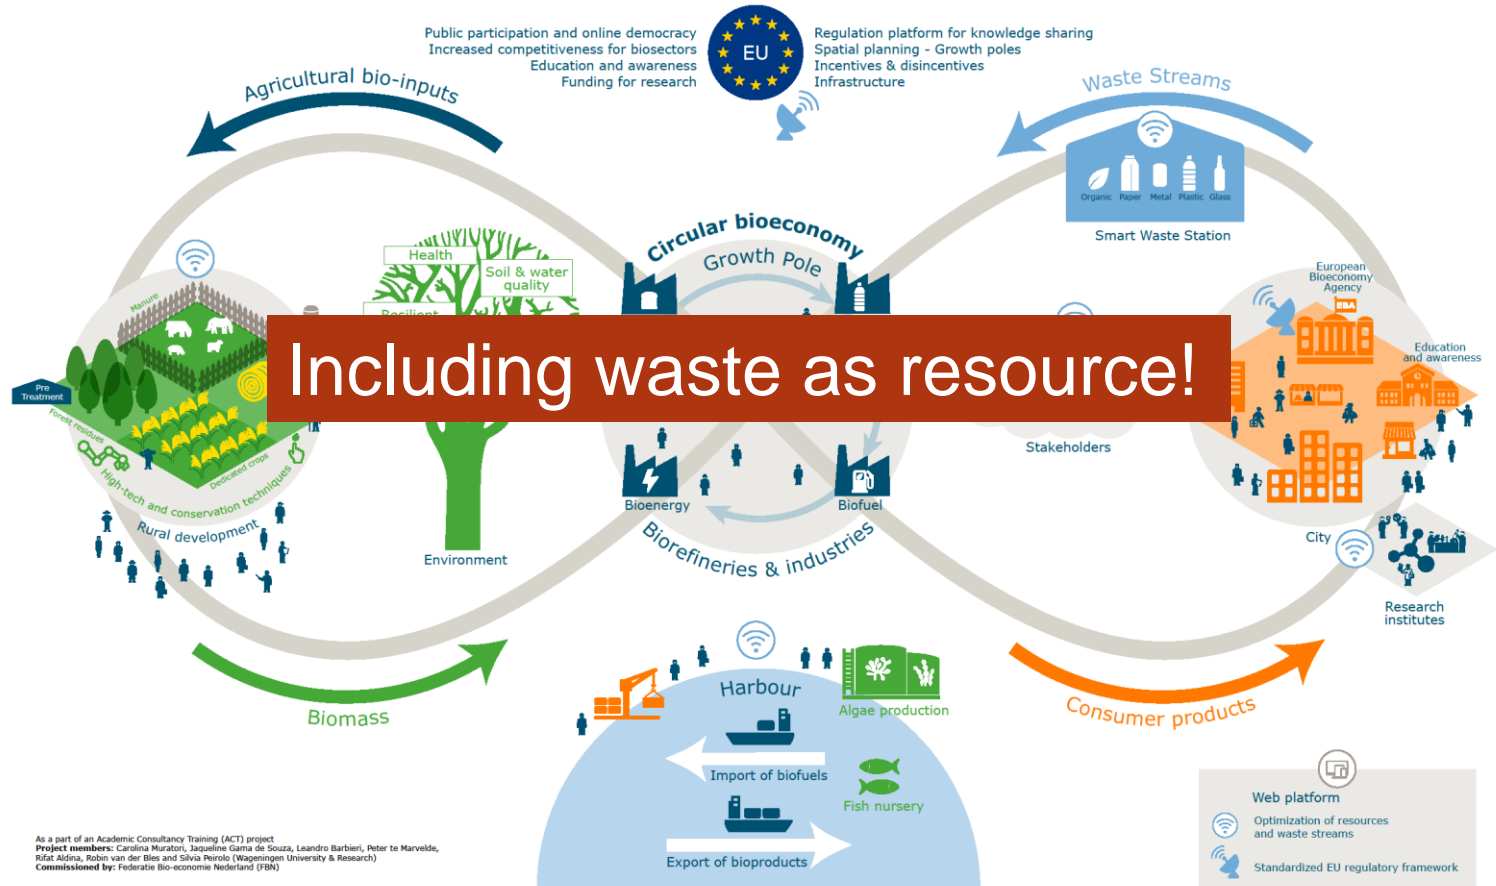 Public participation and online democracy
Increased competitiveness for biosectors
Education and awareness
Funding for research
EU
Regulation platform for knowledge sharing
Spatial planning - Growth poles
Incentives & disincentives
Infrastructure
Agricultural bio-inputs
Waste Streams
Organic Paper Metal Plastic Glass
Smart Waste Station
Circular bioeconomy
Growth Pole
Health
Soil & water
quality
Resilient
European
Bioeconomy
Agency
EBA
Education
and awareness
Manure
Pre
Treatment
Forest residues
Dedicated crops
High-tech and conservation techniques
Rural development
Including waste as resource!
Environment
Bioenergy
Biofuel
Biorefineries & industries
Stakeholders
City
Research
institutes
Biomass
Consumer products
Harbour
Algae production
Import of biofuels
Fish nursery
Export of bioproducts
Web platform
Optimization of resources
and waste streams
Standardized EU regulatory framework
As a part of an Academic Consultancy Training (ACT) project
Project members: Carolina Muratori, Jaqueline Gama de Souza, Leandro Barbieri, Peter te Marvelde,
Rifat Aldina, Robin van der Bles and Silvia Peirolo (Wageningen University & Research)
Commissioned by: Federatie Bio-economie Nederland (FBN)